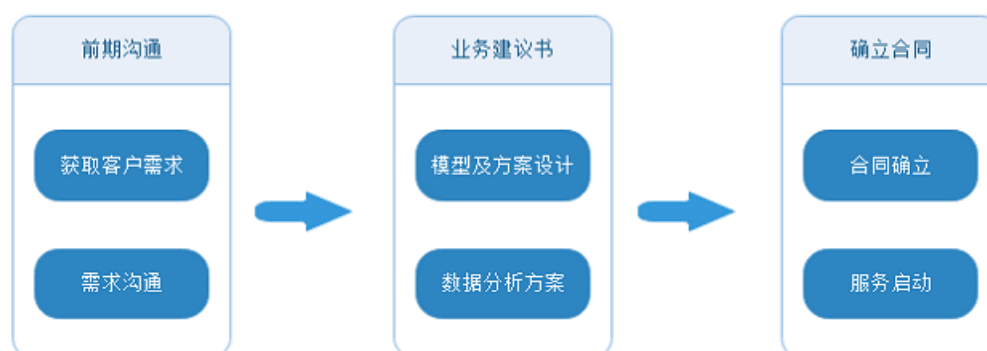 前期沟通
获取客户需求
需求沟通
业务建议书
模型及方案设计
数据分析方案
确立合同
合同确立
服务启动